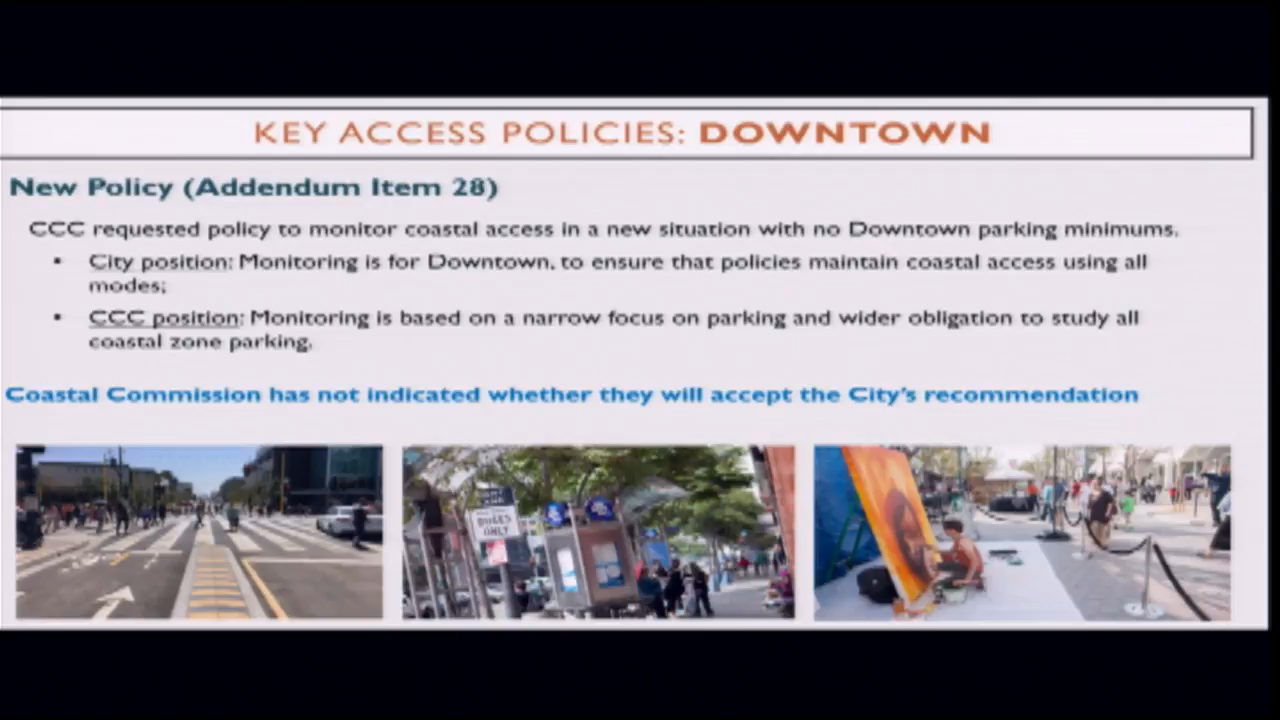 KEY ACCESS POLICIES: DOWNTOWN
New Policy (Addendum Item 28)
CCC requested policy to monitor coastal access in a new situation with no Downtown parking minimums.
• City position: Monitoring is for Downtown, to ensure that policies maintain coastal access using all
modes;
• CCC position: Monitoring is based on a narrow focus on parking and wider obligation to study all
coastal zone parking.
Coastal Commission has not indicated whether they will accept the City's recommendation
LANE
BUSES
ONLY